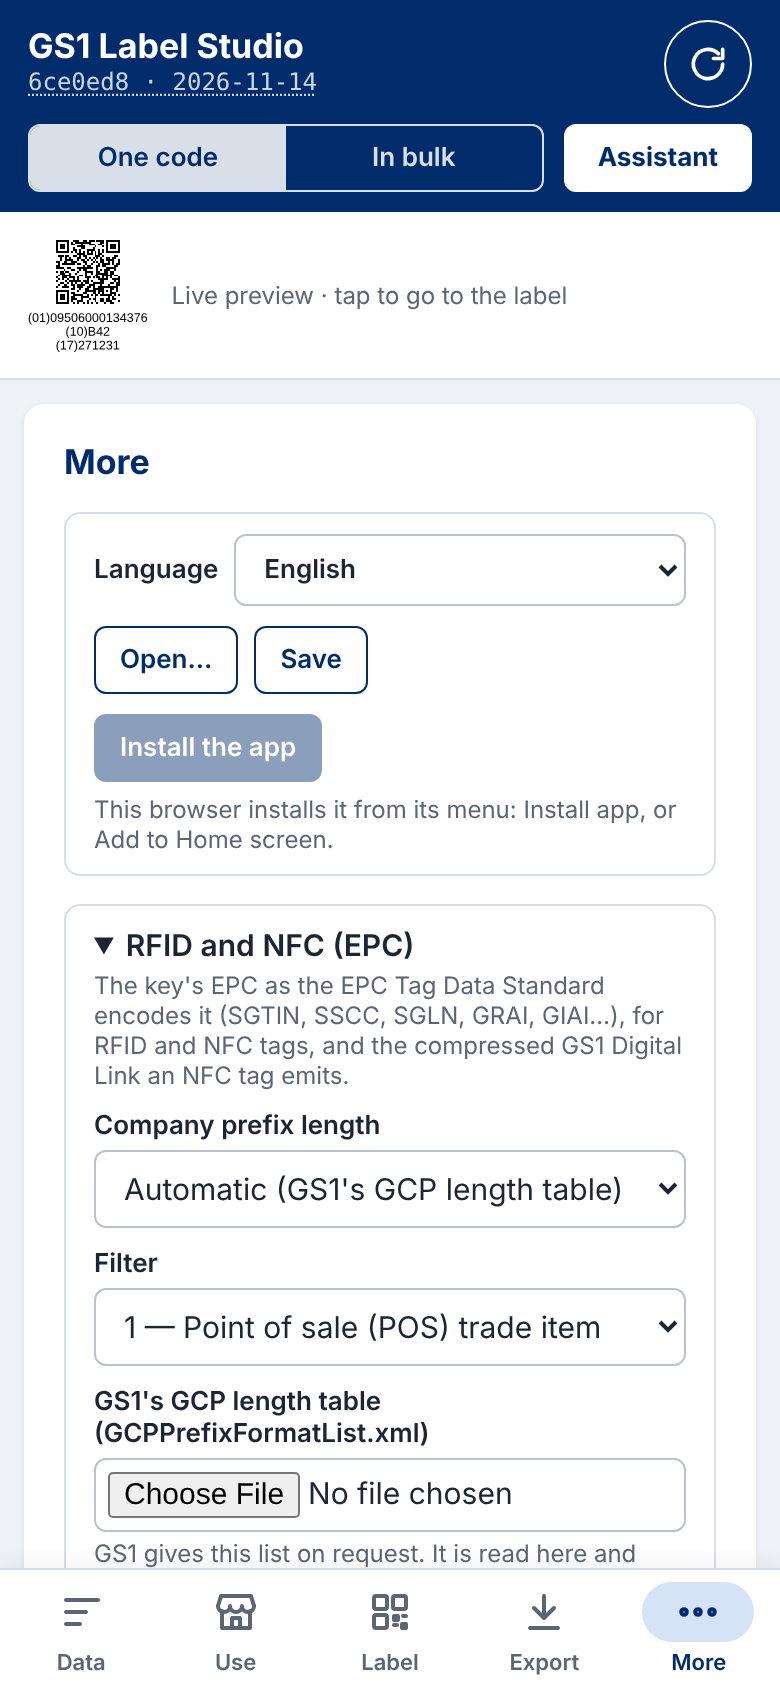 GS1 Label Studio
6ce0ed8 · 2026-11-14
One code
In bulk
Assistant
(01)09506000134376
(10)B42
(17)271231
Live preview · tap to go to the label
More
Language
English
Open...
Save
Install the app
This browser installs it from its menu: Install app, or
Add to Home screen.
▼ RFID and NFC (EPC)
The key's EPC as the EPC Tag Data Standard
encodes it (SGTIN, SSCC, SGLN, GRAI, GIAI...), for
RFID and NFC tags, and the compressed GS1 Digital
Link an NFC tag emits.
Company prefix length
Automatic (GS1's GCP length table)
Filter
1 — Point of sale (POS) trade item
GS1's GCP length table
(GCPPrefixFormatList.xml)
Choose File No file chosen
GS1 gives this list on request. It is read here and
Data
Use
Label
Export
More